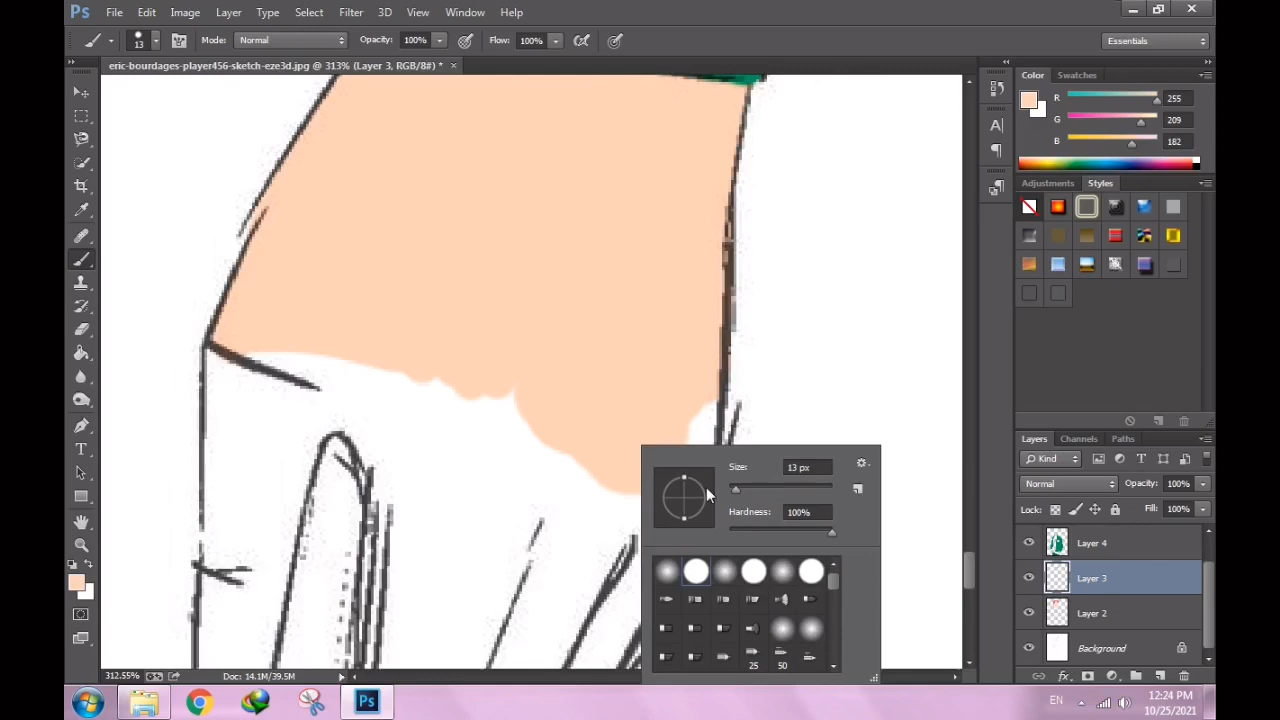 Ps File Edit Image Layer Type Select Filter 3D View Window Help
13 Mode: Normal Opacity: 100% Flow: 100% Essentials
eric-bourdages-player456-sketch-eze3d.jpg @ 313% (Layer 3, RGB/8#) * ×
Color Swatches
R 255
G 209
B 182
Adjustments Styles
Layers Channels Paths
Kind
Normal Opacity: 100%
Lock: Fill: 100%
Layer 4
Layer 3
Layer 2
Background
Size: 13 px
Hardness: 100%
25 50
312.55% Doc: 14.1M/39.5M
Ps EN 12:24 PM
10/25/2021